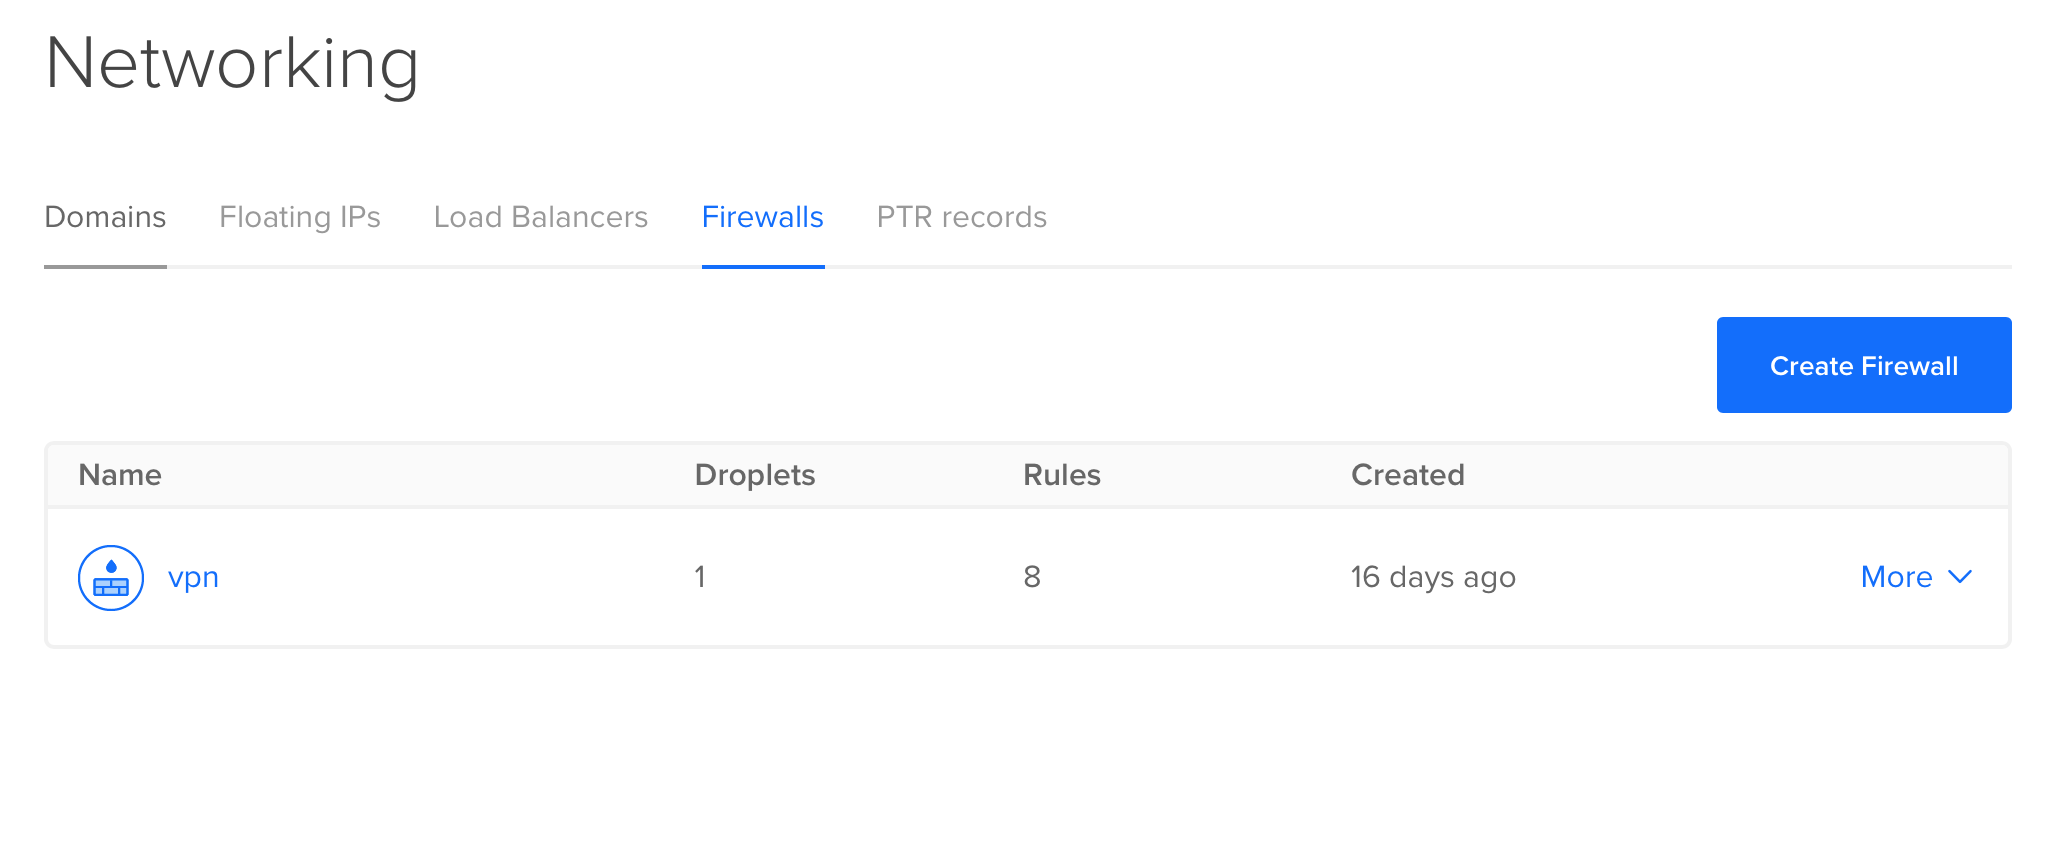 Networking
Domains Floating IPs Load Balancers Firewalls PTR records
Create Firewall
Name Droplets Rules Created
vpn 1 8 16 days ago More